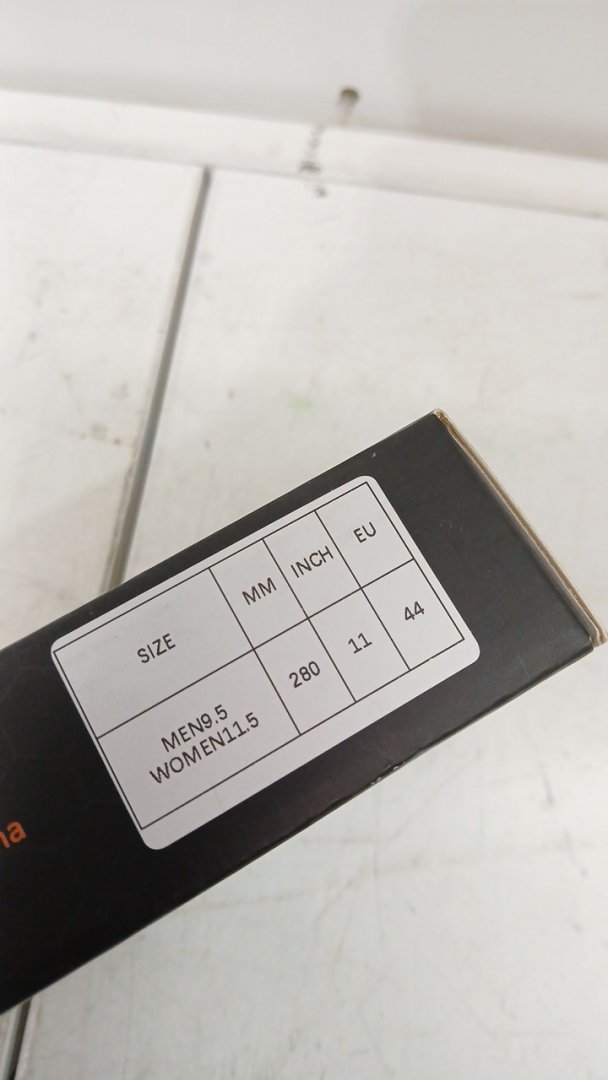 SIZE MM INCH EU
MEN9.5
WOMEN11.5 280 11 44